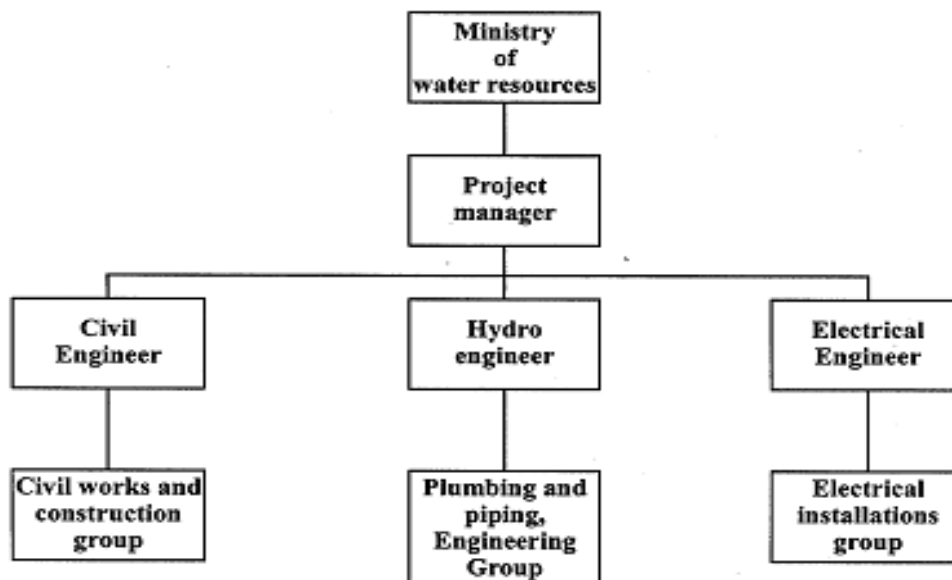 Ministry
of
water resources
Project
manager
Civil
Engineer
Hydro
engineer
Electrical
Engineer
Civil works and
construction
group
Plumbing and
piping,
Engineering
Group
Electrical
installations
group